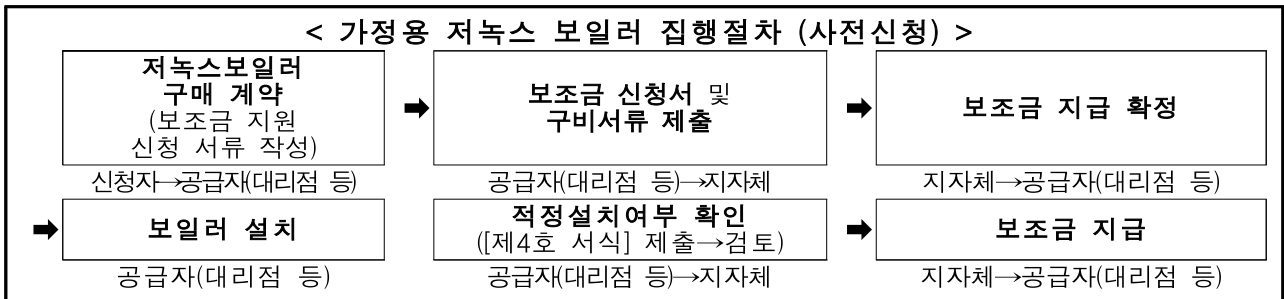 < 가정용 저녹스 보일러 집행절차 (사전신청) >
저녹스보일러
구매 계약
(보조금 지원
신청 서류 작성)
➡
보조금 신청서 및
구비서류 제출
➡
보조금 지급 확정
신청자→공급자(대리점 등)
공급자(대리점 등)→지자체
지자체→공급자(대리점 등)
➡
보일러 설치
적정설치여부 확인
([제4호 서식] 제출→검토)
➡
보조금 지급
공급자(대리점 등)
공급자(대리점 등)→지자체
지자체→공급자(대리점 등)